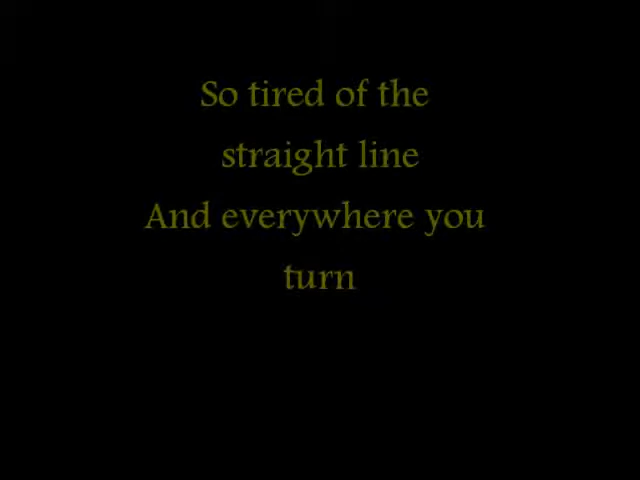 So tired of the
straight line
And everywhere you
turn